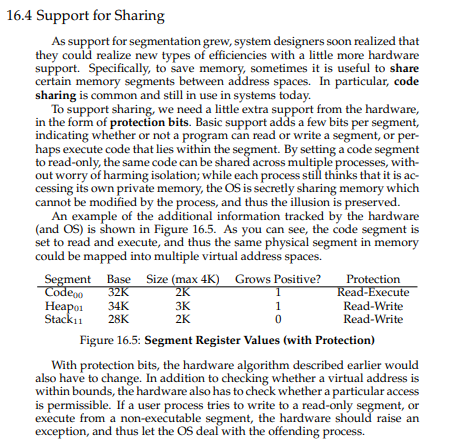 16.4 Support for Sharing
As support for segmentation grew, system designers soon realized that
they could realize new types of efficiencies with a little more hardware
support. Specifically, to save memory, sometimes it is useful to share
certain memory segments between address spaces. In particular, code
sharing is common and still in use in systems today.
To support sharing, we need a little extra support from the hardware,
in the form of protection bits. Basic support adds a few bits per segment,
indicating whether or not a program can read or write a segment, or per-
haps execute code that lies within the segment. By setting a code segment
to read-only, the same code can be shared across multiple processes, with-
out worry of harming isolation; while each process still thinks that it is ac-
cessing its own private memory, the OS is secretly sharing memory which
cannot be modified by the process, and thus the illusion is preserved.
An example of the additional information tracked by the hardware
(and OS) is shown in Figure 16.5. As you can see, the code segment is
set to read and execute, and thus the same physical segment in memory
could be mapped into multiple virtual address spaces.
Segment Base Size (max 4K) Grows Positive? Protection
Code00 32K 2K 1 Read-Execute
Heap01 34K 3K 1 Read-Write
Stack11 28K 2K 0 Read-Write
Figure 16.5: Segment Register Values (with Protection)
With protection bits, the hardware algorithm described earlier would
also have to change. In addition to checking whether a virtual address is
within bounds, the hardware also has to check whether a particular access
is permissible. If a user process tries to write to a read-only segment, or
execute from a non-executable segment, the hardware should raise an
exception, and thus let the OS deal with the offending process.